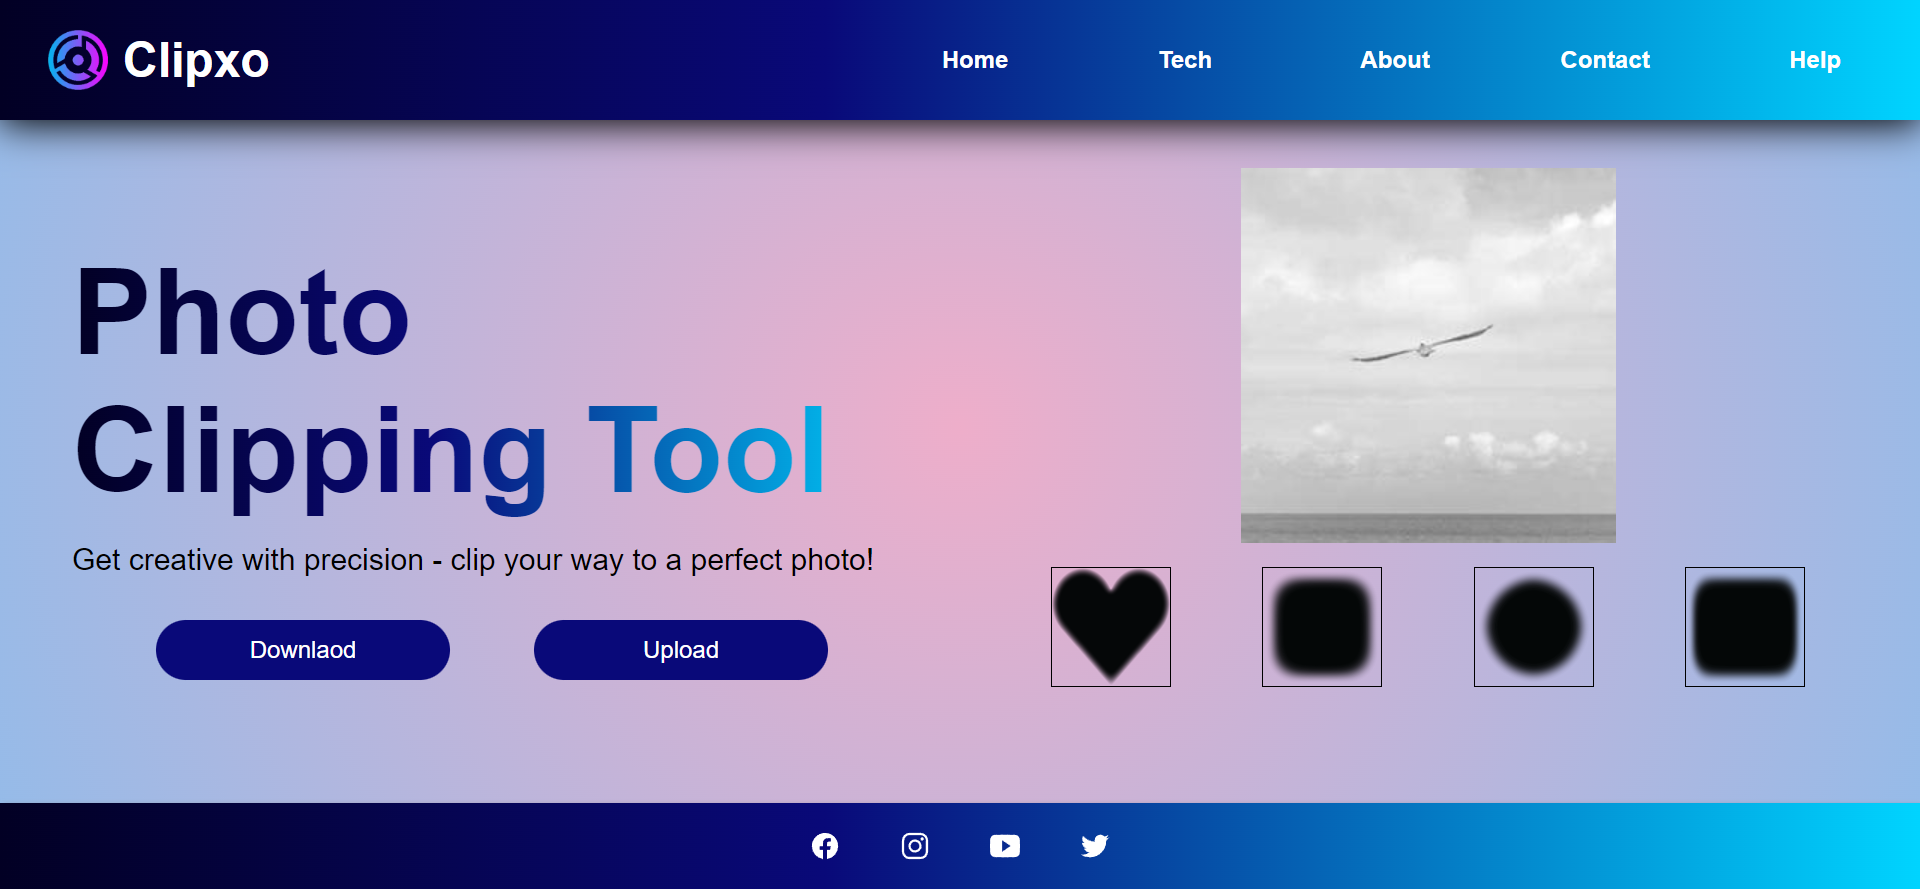 Clipxo
Home Tech About Contact Help
Photo
Clipping Tool
Get creative with precision - clip your way to a perfect photo!
Downlaod Upload